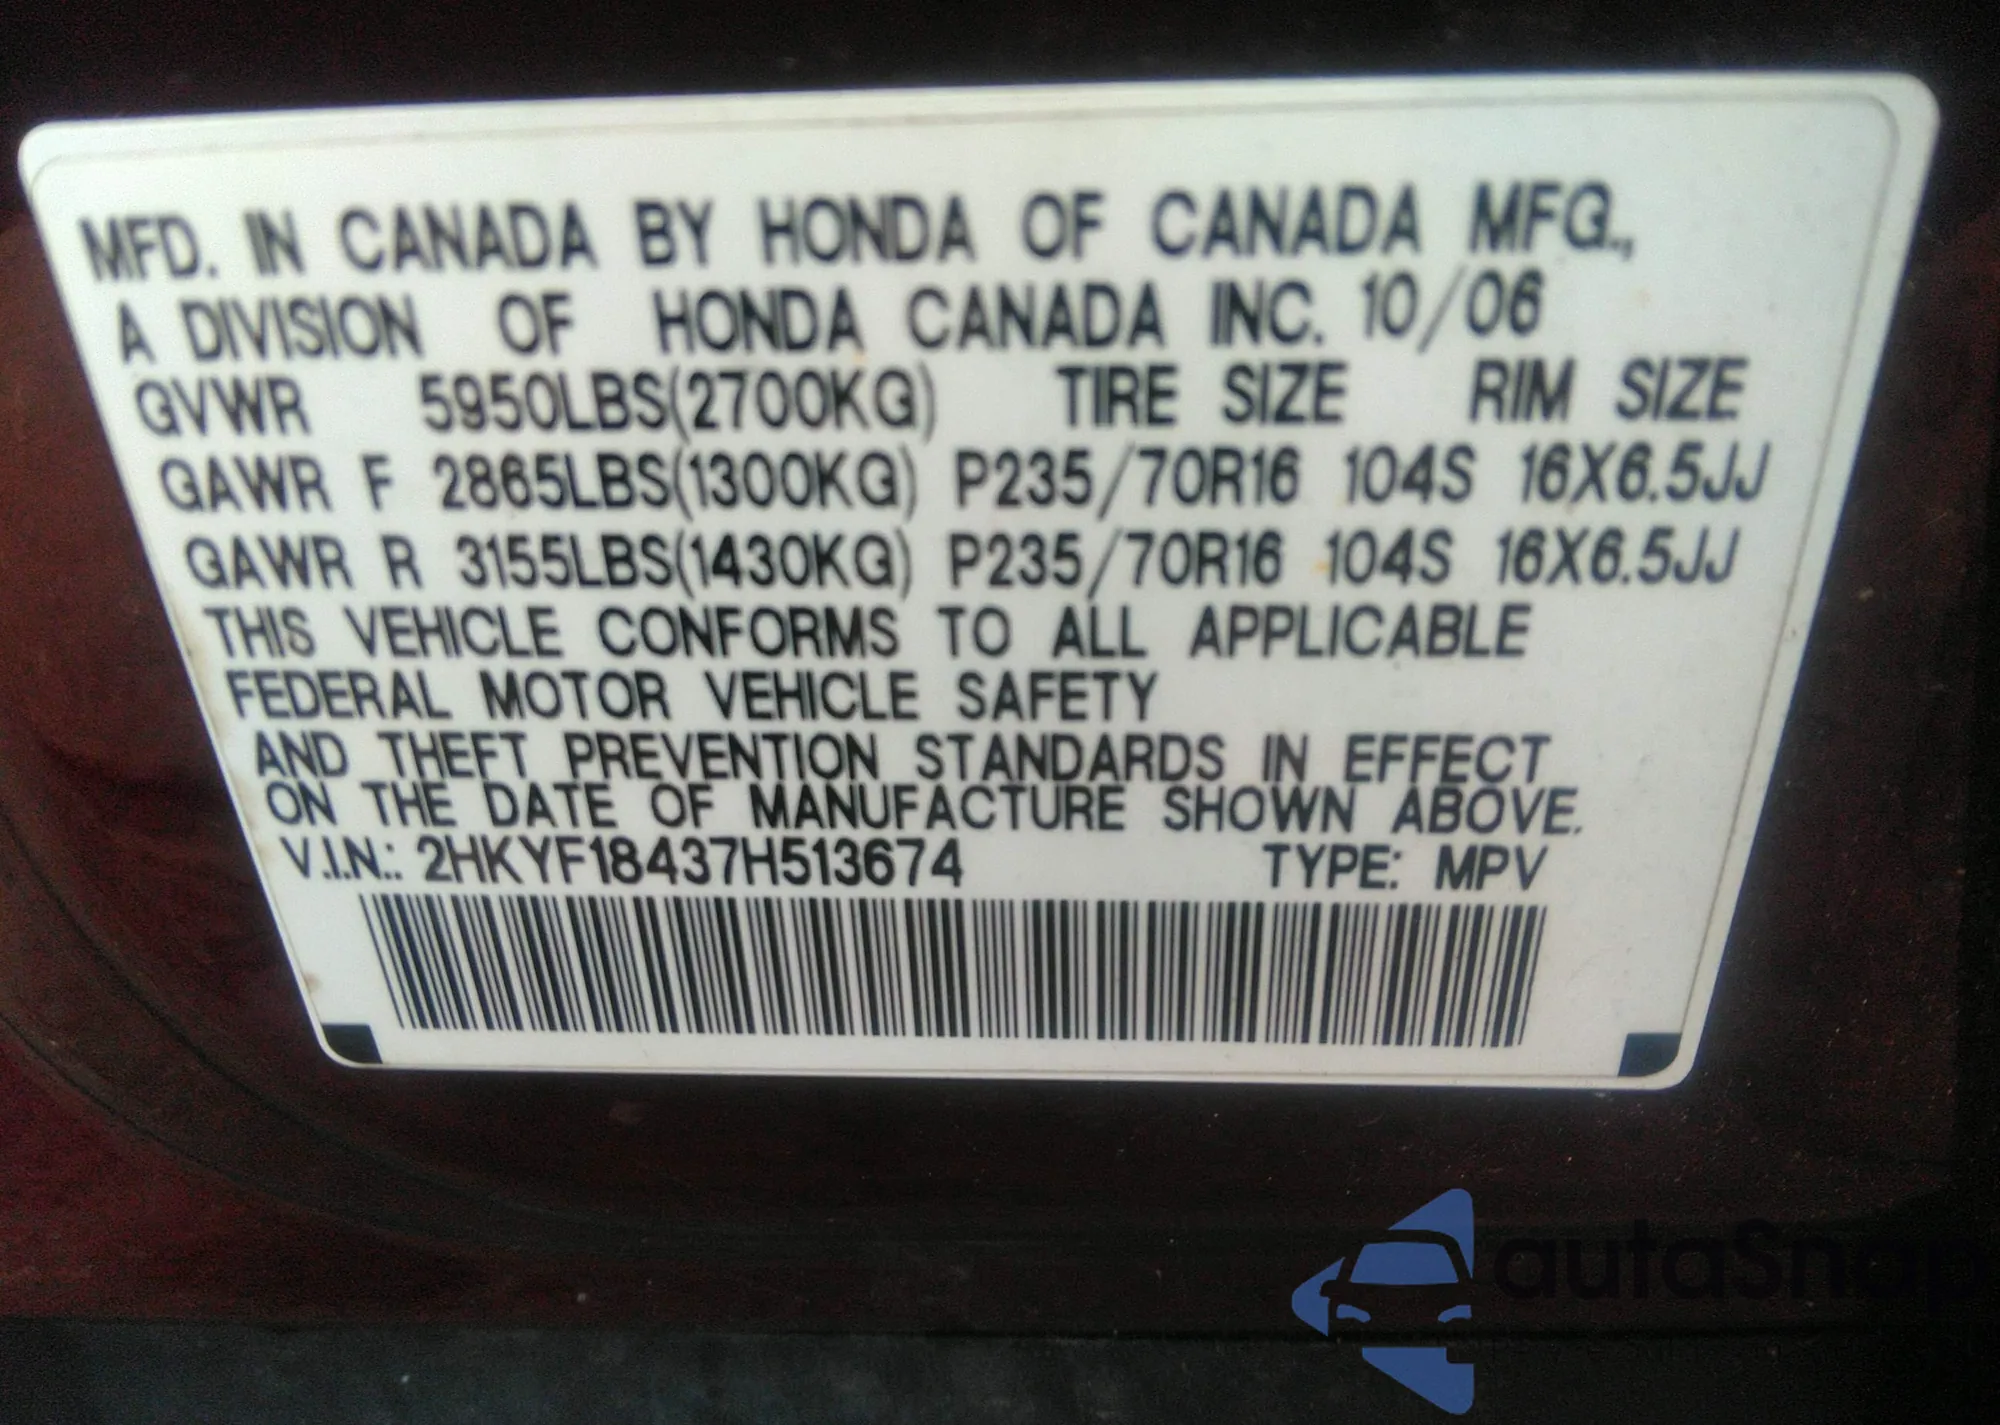 MFD. IN CANADA BY HONDA OF CANADA MFG.,
A DIVISION OF HONDA CANADA INC. 10/06
GVWR 5950LBS(2700KG) TIRE SIZE RIM SIZE
GAWR F 2865LBS(1300KG) P235/70R16 104S 16X6.5JJ
GAWR R 3155LBS(1430KG) P235/70R16 104S 16X6.5JJ
THIS VEHICLE CONFORMS TO ALL APPLICABLE
FEDERAL MOTOR VEHICLE SAFETY
AND THEFT PREVENTION STANDARDS IN EFFECT
ON THE DATE OF MANUFACTURE SHOWN ABOVE.
V.I.N.: 2HKYF18437H513674 TYPE: MPV
autaShop